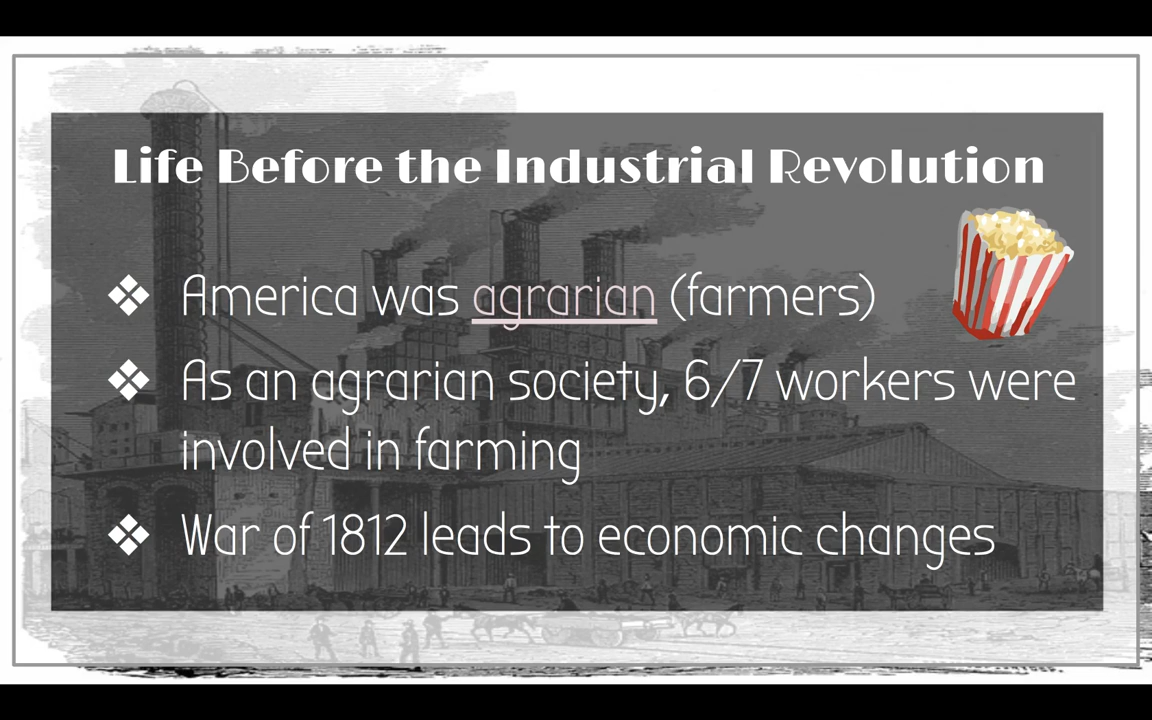 Life Before the Industrial Revolution
America was agrarian (farmers)
As an agrarian society, 6/7 workers were
involved in farming
War of 1812 leads to economic changes